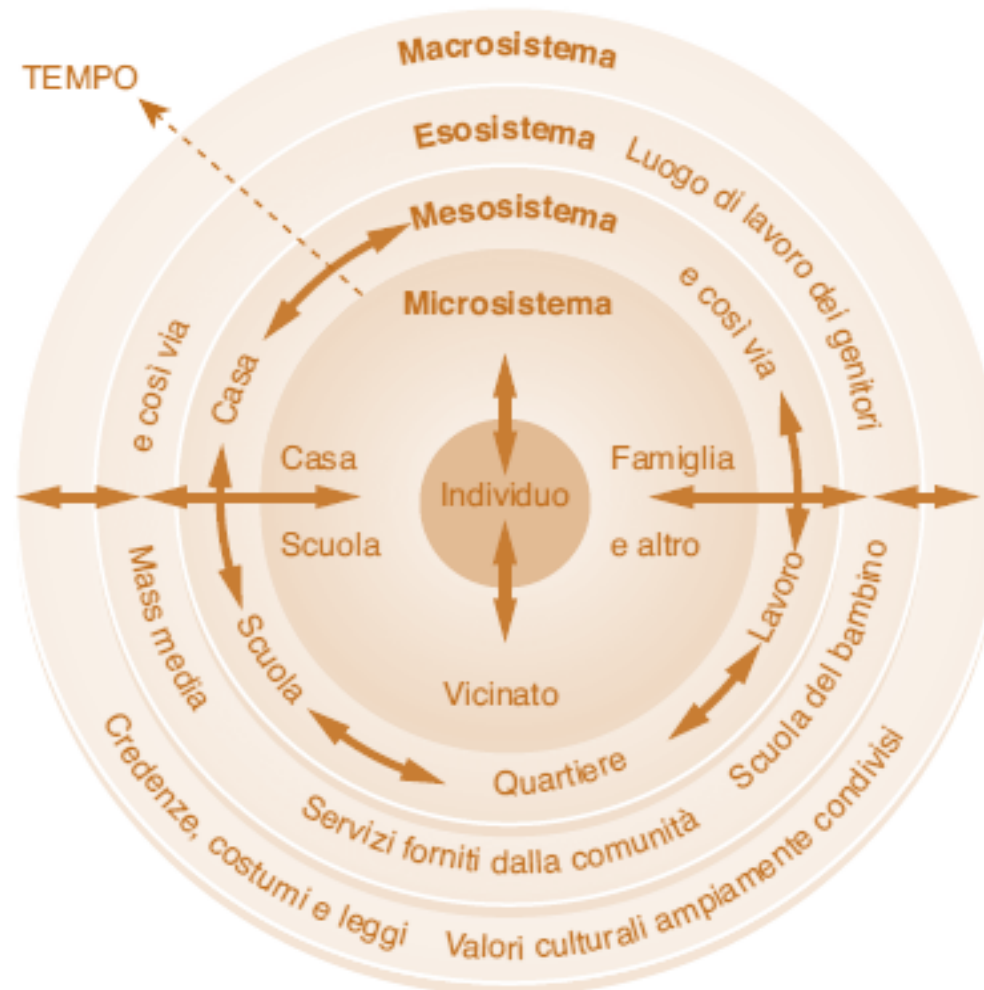 TEMPO
Macrosistema
Esosistema
Luogo di lavoro dei genitori
Mesosistema
e così via
Microsistema
e così via
Casa
Casa
Famiglia
Individuo
Scuola
e altro
Mass media
Scuola
Lavoro
Scuola del bambino
Vicinato
Quartiere
Servizi forniti dalla comunità
Credenze, costumi e leggi
Valori culturali ampiamente condivisi